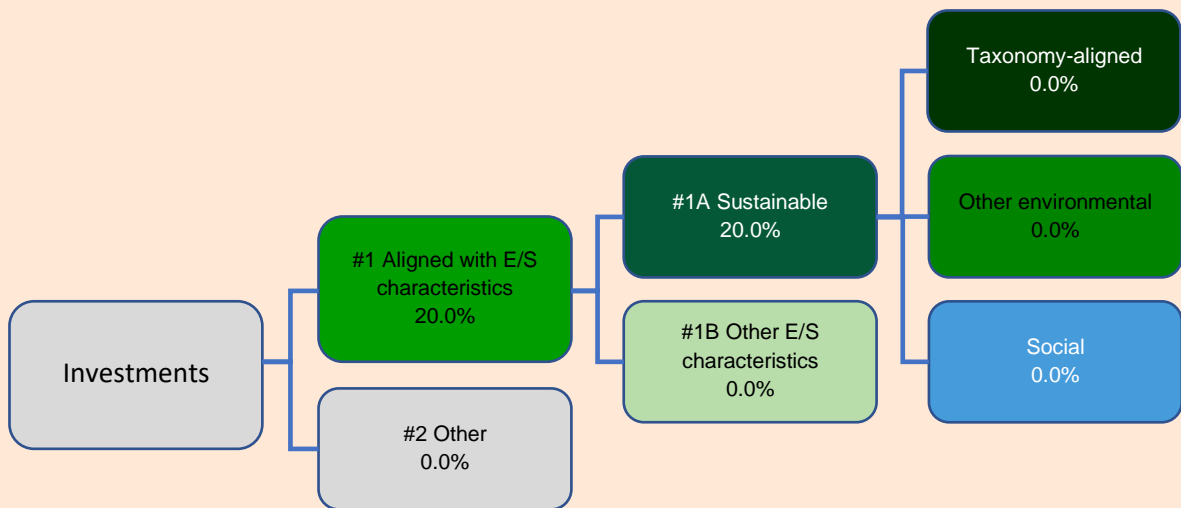 Taxonomy-aligned
0.0%
#1A Sustainable
20.0%
Other environmental
0.0%
#1 Aligned with E/S
characteristics
20.0%
#1B Other E/S
characteristics
0.0%
Social
0.0%
Investments
#2 Other
0.0%